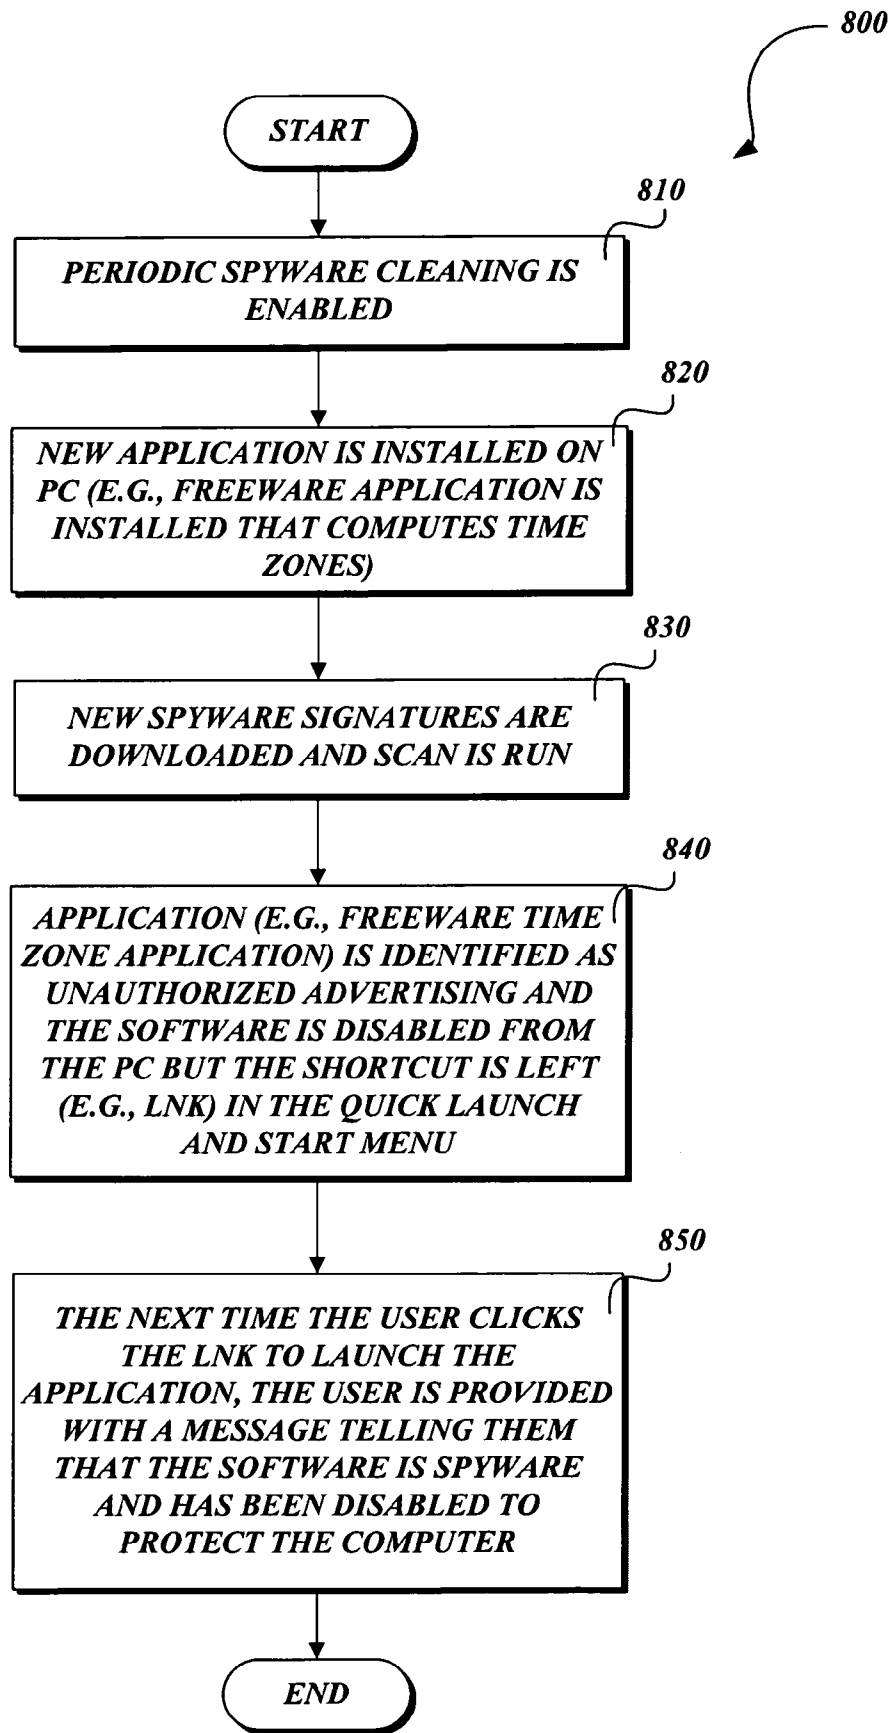 800
START
810
PERIODIC SPYWARE CLEANING IS
ENABLED
820
NEW APPLICATION IS INSTALLED ON
PC (E.G., FREEWARE APPLICATION IS
INSTALLED THAT COMPUTES TIME
ZONES)
830
NEW SPYWARE SIGNATURES ARE
DOWNLOADED AND SCAN IS RUN
840
APPLICATION (E.G., FREEWARE TIME
ZONE APPLICATION) IS IDENTIFIED AS
UNAUTHORIZED ADVERTISING AND
THE SOFTWARE IS DISABLED FROM
THE PC BUT THE SHORTCUT IS LEFT
(E.G., LNK) IN THE QUICK LAUNCH
AND START MENU
850
THE NEXT TIME THE USER CLICKS
THE LNK TO LAUNCH THE
APPLICATION, THE USER IS PROVIDED
WITH A MESSAGE TELLING THEM
THAT THE SOFTWARE IS SPYWARE
AND HAS BEEN DISABLED TO
PROTECT THE COMPUTER
END